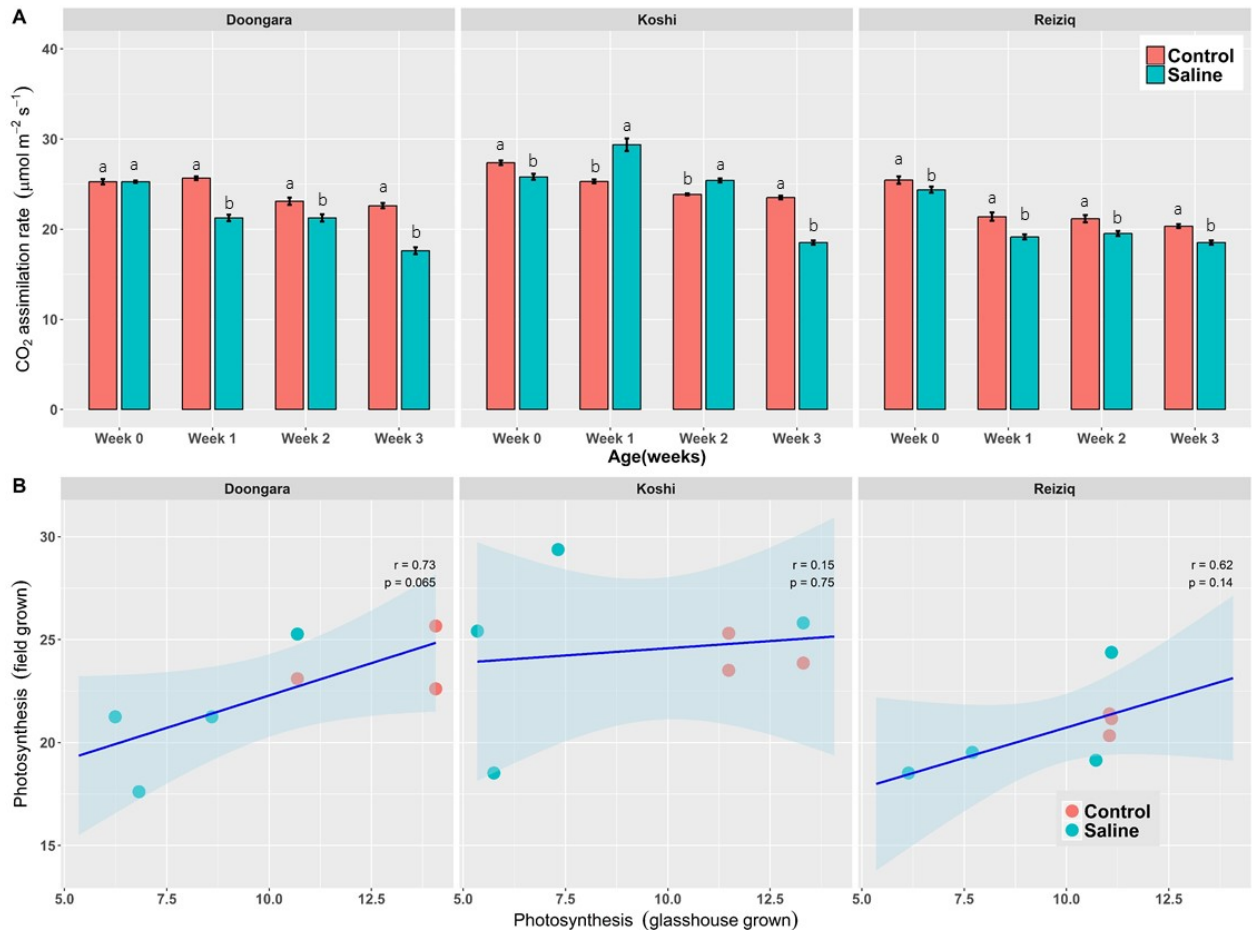 A
Doongara
Koshi
Reiziq
Control
Saline
CO₂ assimilation rate (μmol m⁻² s⁻¹)
40
30
20
10
0
a a a b a b a b
a b b a b a a b
a b a b a b a b
Week 0 Week 1 Week 2 Week 3
Week 0 Week 1 Week 2 Week 3
Week 0 Week 1 Week 2 Week 3
Age(weeks)
B
Doongara
Koshi
Reiziq
Photosynthesis (field grown)
30
25
20
15
r = 0.73
p = 0.065
r = 0.15
p = 0.75
r = 0.62
p = 0.14
Control
Saline
5.0 7.5 10.0 12.5
5.0 7.5 10.0 12.5
5.0 7.5 10.0 12.5
Photosynthesis (glasshouse grown)